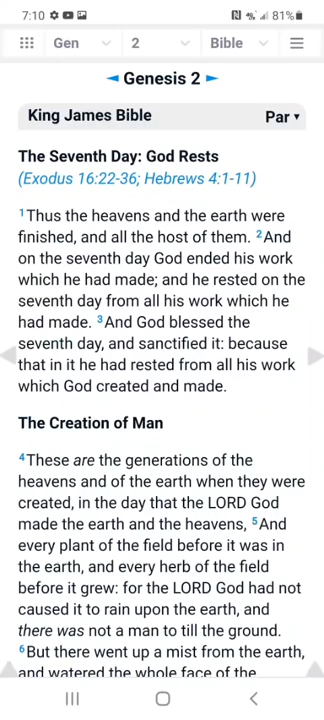 7:10 81%
Gen 2 Bible
Genesis 2
King James Bible Par
The Seventh Day: God Rests
(Exodus 16:22-36; Hebrews 4:1-11)
1Thus the heavens and the earth were
finished, and all the host of them. 2And
on the seventh day God ended his work
which he had made; and he rested on the
seventh day from all his work which he
had made. 3And God blessed the
seventh day, and sanctified it: because
that in it he had rested from all his work
which God created and made.
The Creation of Man
4These are the generations of the
heavens and of the earth when they were
created, in the day that the LORD God
made the earth and the heavens, 5And
every plant of the field before it was in
the earth, and every herb of the field
before it grew: for the LORD God had not
caused it to rain upon the earth, and
there was not a man to till the ground.
6But there went up a mist from the earth,
and watered the whole face of the